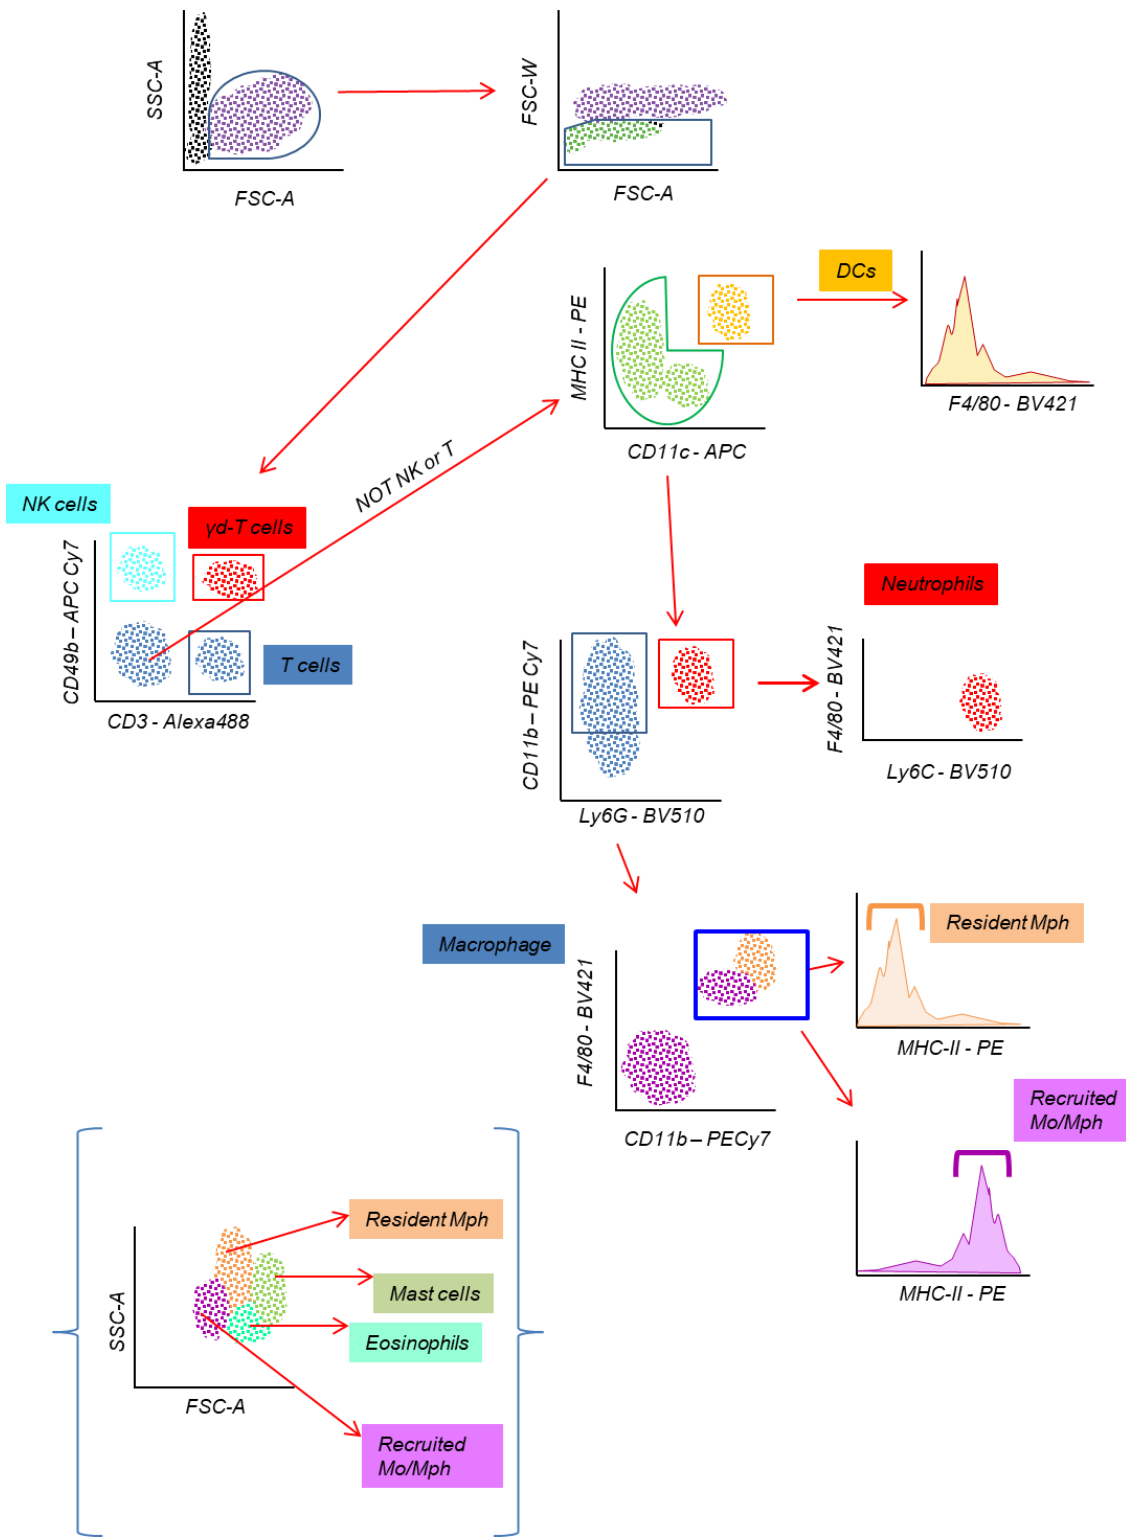 SSC-A
FSC-A
FSC-W
FSC-A
MHC II - PE
CD11c - APC
DCs
F4/80 - BV421
NOT NK or T
NK cells
γd-T cells
CD49b – APC Cy7
T cells
CD3 - Alexa488
Neutrophils
CD11b – PE Cy7
Ly6G - BV510
F4/80 - BV421
Ly6C - BV510
Macrophage
F4/80 - BV421
CD11b – PECy7
Resident Mph
MHC-II - PE
Recruited
Mo/Mph
MHC-II - PE
SSC-A
FSC-A
Resident Mph
Mast cells
Eosinophils
Recruited
Mo/Mph